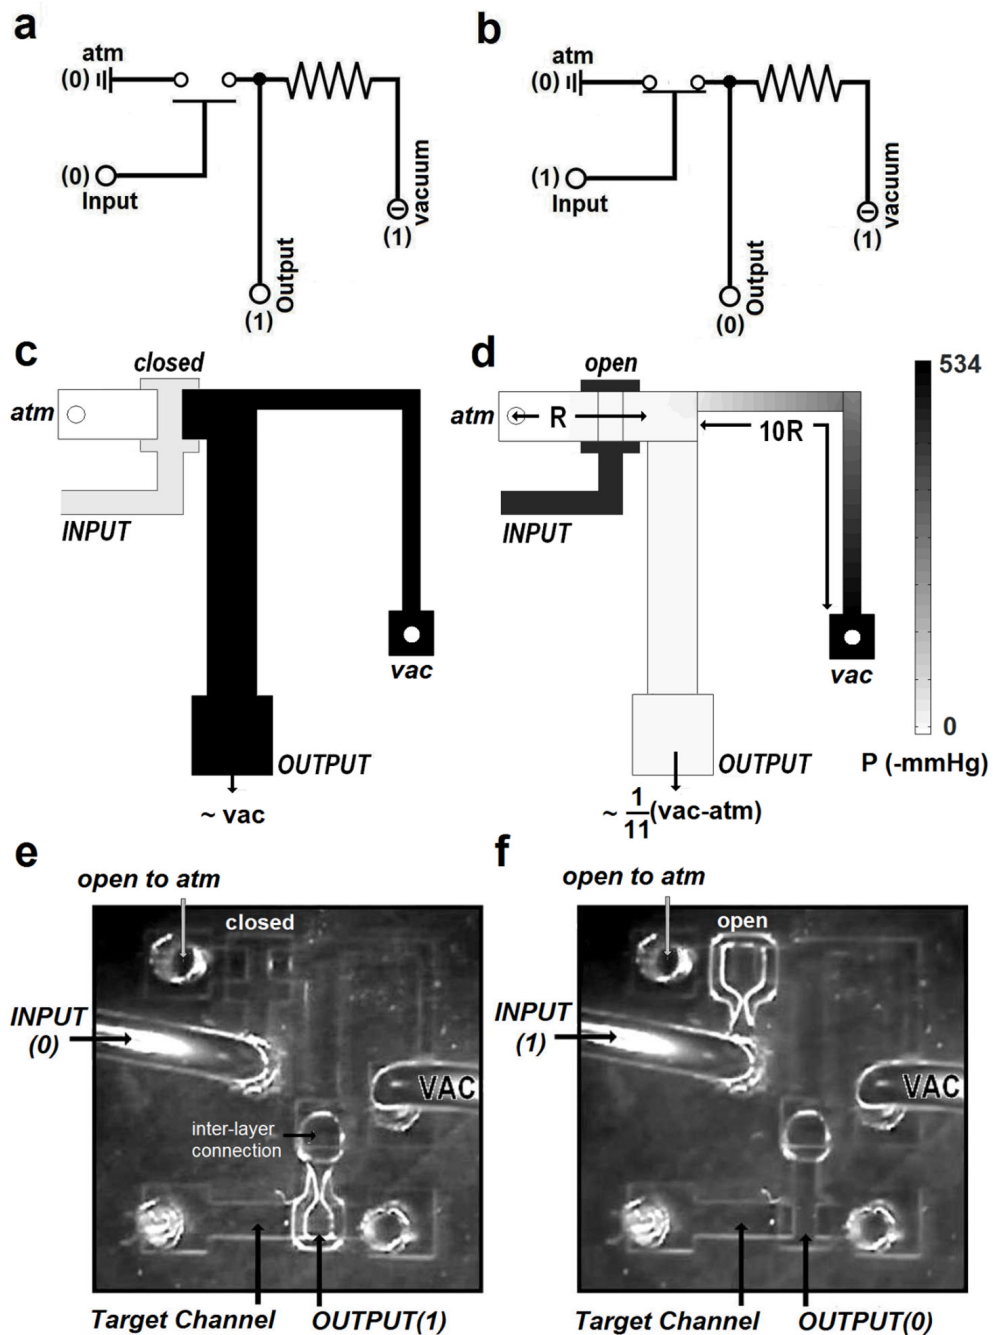 a
atm
(0)
(0)
Input
Output
(1)
vacuum
(1)
b
atm
(0)
(1)
Input
Output
(0)
vacuum
(1)
c
closed
atm
INPUT
vac
OUTPUT
~ vac
d
open
atm
R
10R
INPUT
vac
OUTPUT
~ 1/11(vac-atm)
534
0
P (-mmHg)
e
open to atm
closed
INPUT
(0)
VAC
inter-layer
connection
Target Channel
OUTPUT(1)
f
open to atm
open
INPUT
(1)
VAC
Target Channel
OUTPUT(0)